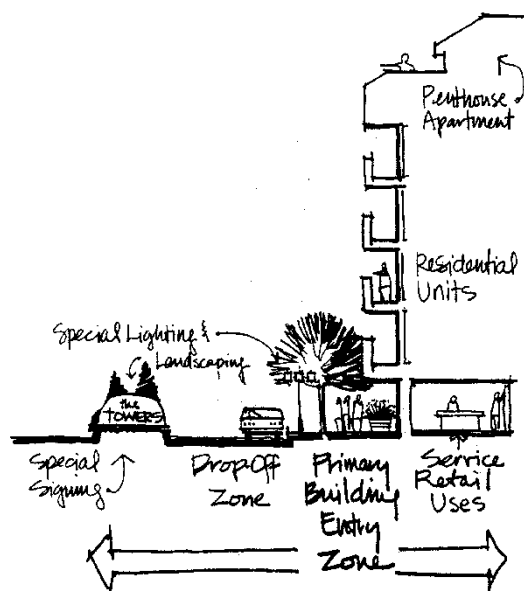 Penthouse
Apartment
Residential
Units
Special Lighting &
Landscaping
the
TOWERS
Special
Signing
Drop-Off
Zone
Primary
Building
Entry
Zone
Service
Retail
Uses